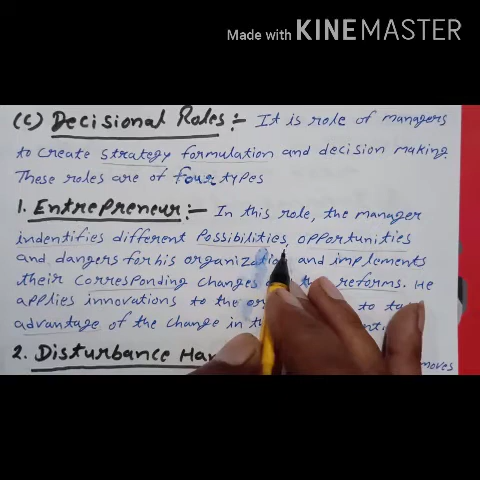 Made with KINEMASTER
(C) Decisional Roles:- It is role of managers
to create strategy formulation and decision making.
These roles are of four types
1. Entrepreneur:- In this role, the manager
indentifies different Possibilities, opportunities
and dangers for his organization and implements
their corresponding changes the reforms. He
applies innovations to the to
advantage of the change in
2. Disturbance moves